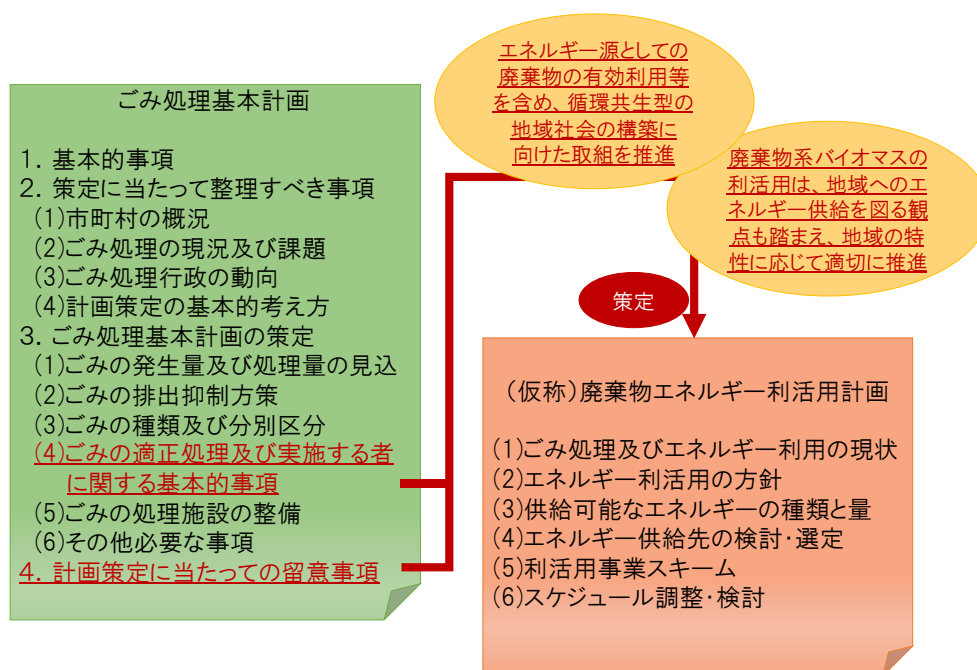 エネルギー源としての
廃棄物の有効利用等
を含め、循環共生型の
地域社会の構築に
向けた取組を推進
廃棄物系バイオマスの
利活用は、地域へのエ
ネルギー供給を図る観
点も踏まえ、地域の特
性に応じて適切に推進
ごみ処理基本計画
1．基本的事項
2．策定に当たって整理すべき事項
(1)市町村の概況
(2)ごみ処理の現況及び課題
(3)ごみ処理行政の動向
(4)計画策定の基本的考え方
3．ごみ処理基本計画の策定
(1)ごみの発生量及び処理量の見込
(2)ごみの排出抑制方策
(3)ごみの種類及び分別区分
(4)ごみの適正処理及び実施する者
に関する基本的事項
(5)ごみの処理施設の整備
(6)その他必要な事項
4．計画策定に当たっての留意事項
策定
（仮称）廃棄物エネルギー利活用計画
(1)ごみ処理及びエネルギー利用の現状
(2)エネルギー利活用の方針
(3)供給可能なエネルギーの種類と量
(4)エネルギー供給先の検討・選定
(5)利活用事業スキーム
(6)スケジュール調整・検討